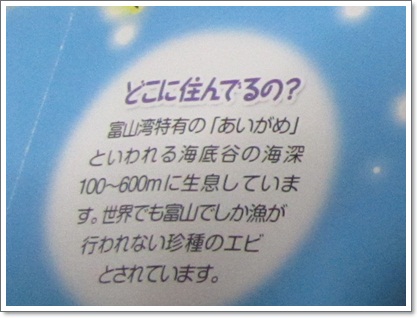 どこに住んでるの？
富山湾特有の「あいがめ」
といわれる海底谷の海深
100〜600mに生息していま
す。世界でも富山でしか漁が
行われない珍種のエビ
とされています。